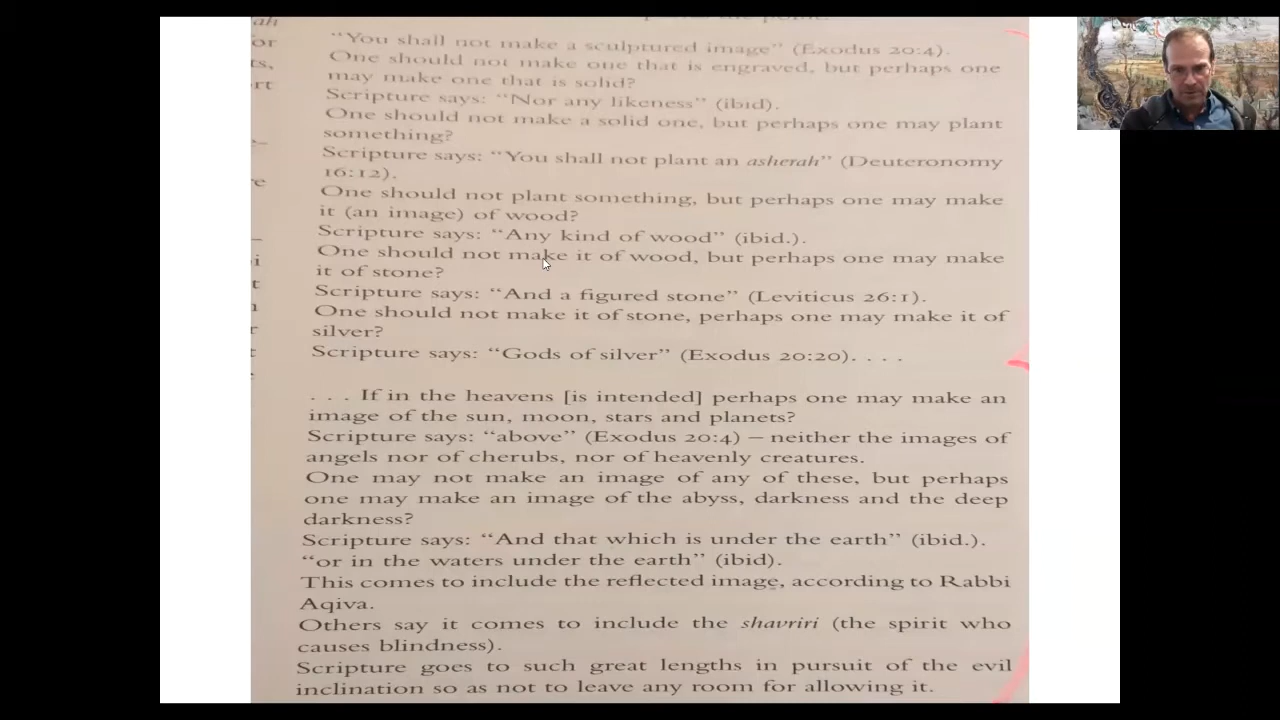 ah
or
ts,
ort
re
i
t
r
t
"You shall not make a sculptured image" (Exodus 20:4).
One should not make one that is engraved, but perhaps one
may make one that is solid?
Scripture says: "Nor any likeness" (ibid).
One should not make a solid one, but perhaps one may plant
something?
Scripture says: "You shall not plant an asherah" (Deuteronomy
16:12).
One should not plant something, but perhaps one may make
it (an image) of wood?
Scripture says: "Any kind of wood" (ibid.).
One should not make it of wood, but perhaps one may make
it of stone?
Scripture says: "And a figured stone" (Leviticus 26:1).
One should not make it of stone, perhaps one may make it of
silver?
Scripture says: "Gods of silver" (Exodus 20:20). . . .
. . . If in the heavens [is intended] perhaps one may make an
image of the sun, moon, stars and planets?
Scripture says: "above" (Exodus 20:4) – neither the images of
angels nor of cherubs, nor of heavenly creatures.
One may not make an image of any of these, but perhaps
one may make an image of the abyss, darkness and the deep
darkness?
Scripture says: "And that which is under the earth" (ibid.).
"or in the waters under the earth" (ibid).
This comes to include the reflected image, according to Rabbi
Aqiva.
Others say it comes to include the shavriri (the spirit who
causes blindness).
Scripture goes to such great lengths in pursuit of the evil
inclination so as not to leave any room for allowing it.